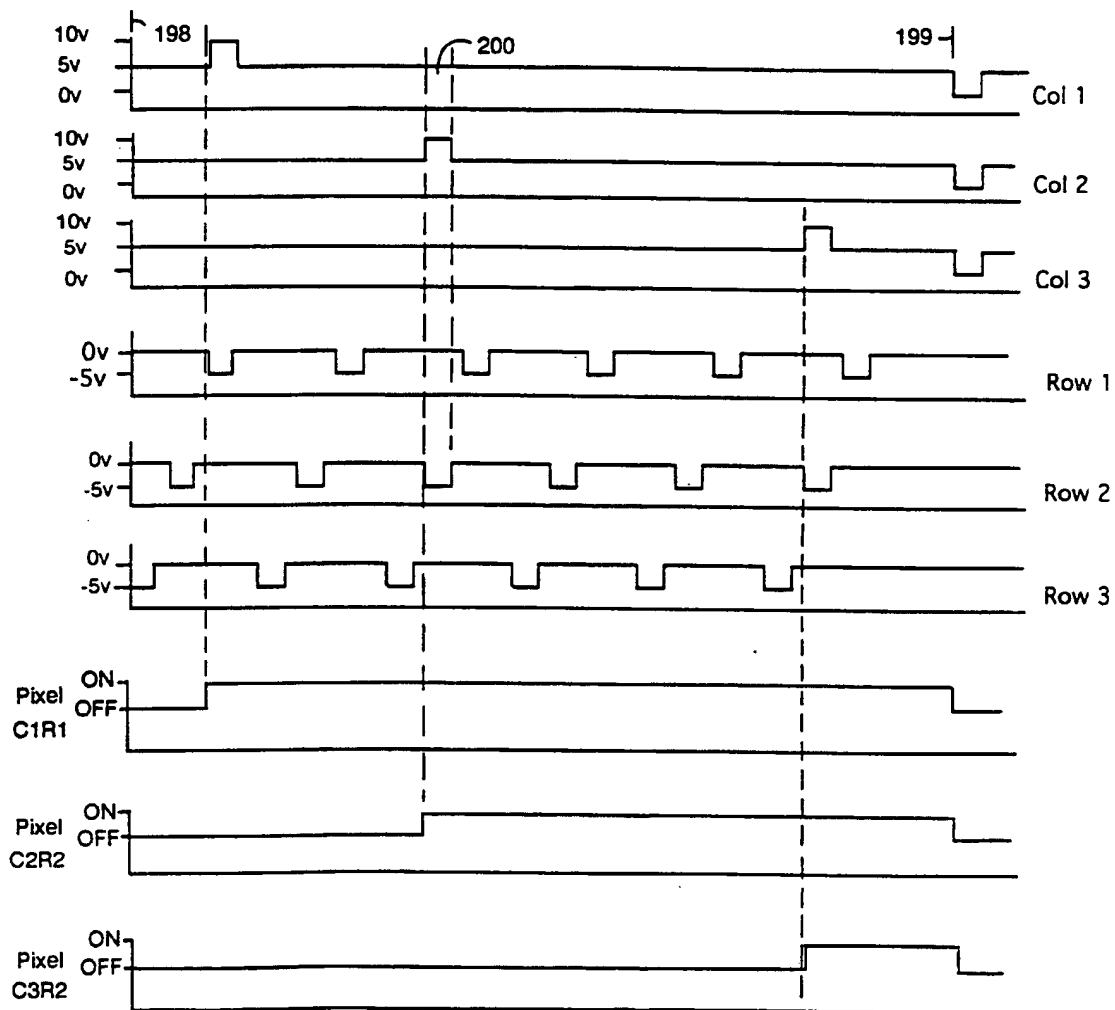 198
10v
5v
0v
200
199
Col 1
10v
5v
0v
Col 2
10v
5v
0v
Col 3
0v
-5v
Row 1
0v
-5v
Row 2
0v
-5v
Row 3
Pixel
C1R1
ON
OFF
Pixel
C2R2
ON
OFF
Pixel
C3R2
ON
OFF